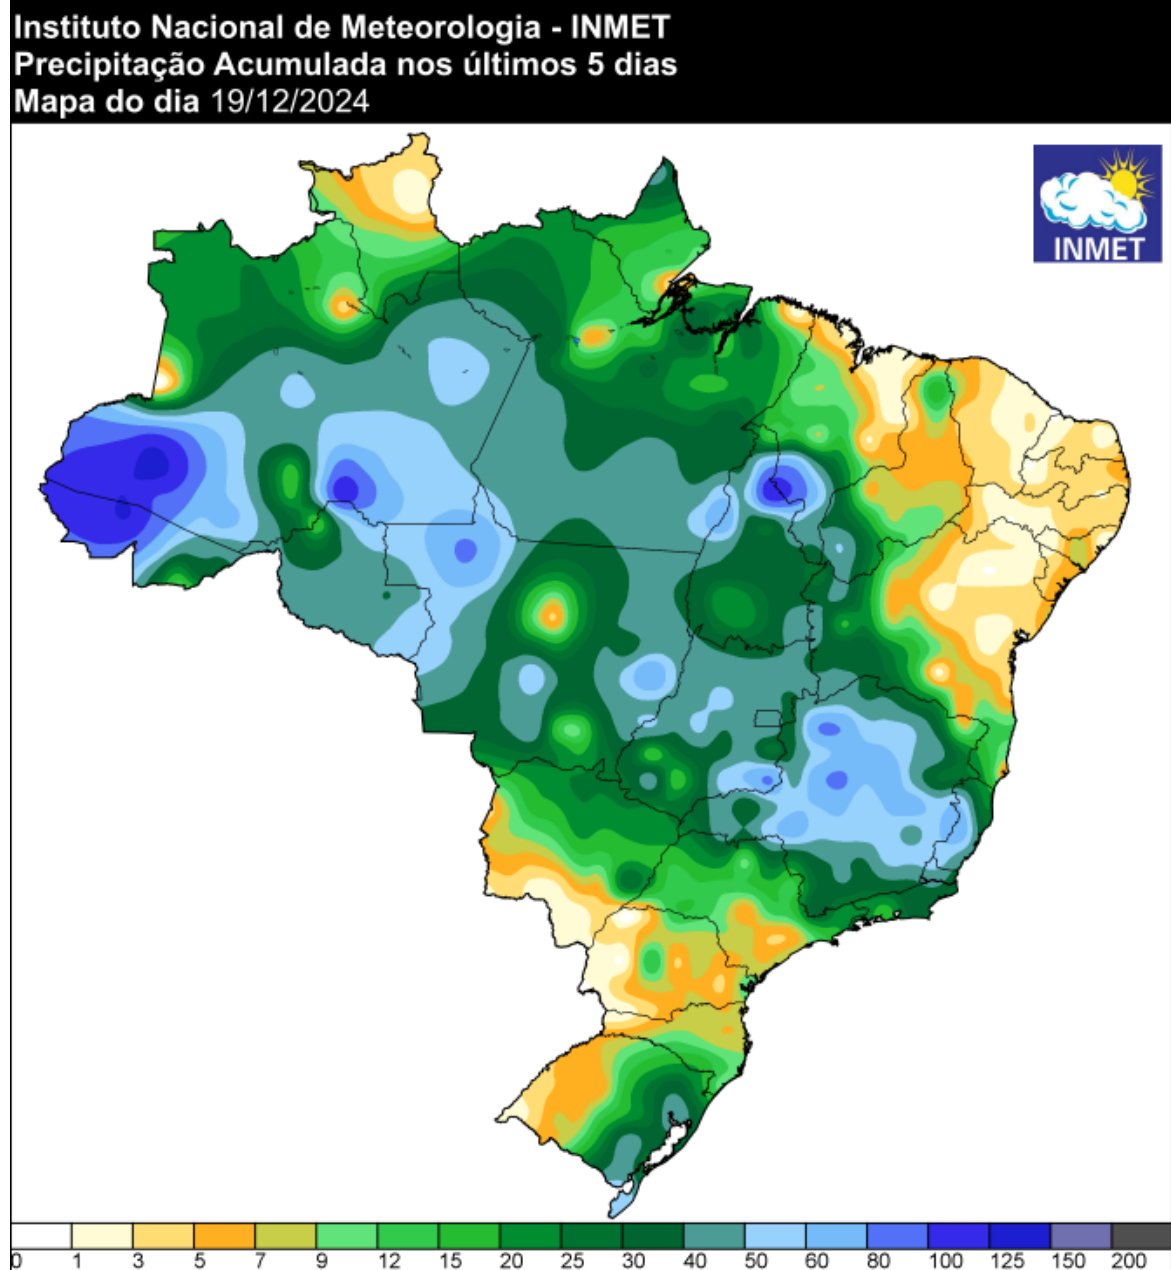 Instituto Nacional de Meteorologia - INMET
Precipitação Acumulada nos últimos 5 dias
Mapa do dia 19/12/2024
INMET
0 1 3 5 7 9 12 15 20 25 30 40 50 60 80 100 125 150 200